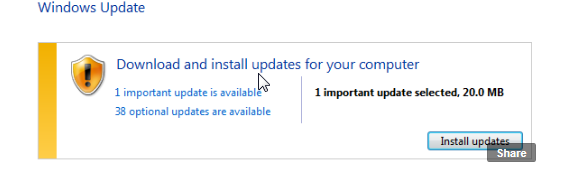 Windows Update
Download and install updates for your computer
1 important update is available
1 important update selected, 20.0 MB
38 optional updates are available
Install updates
Share